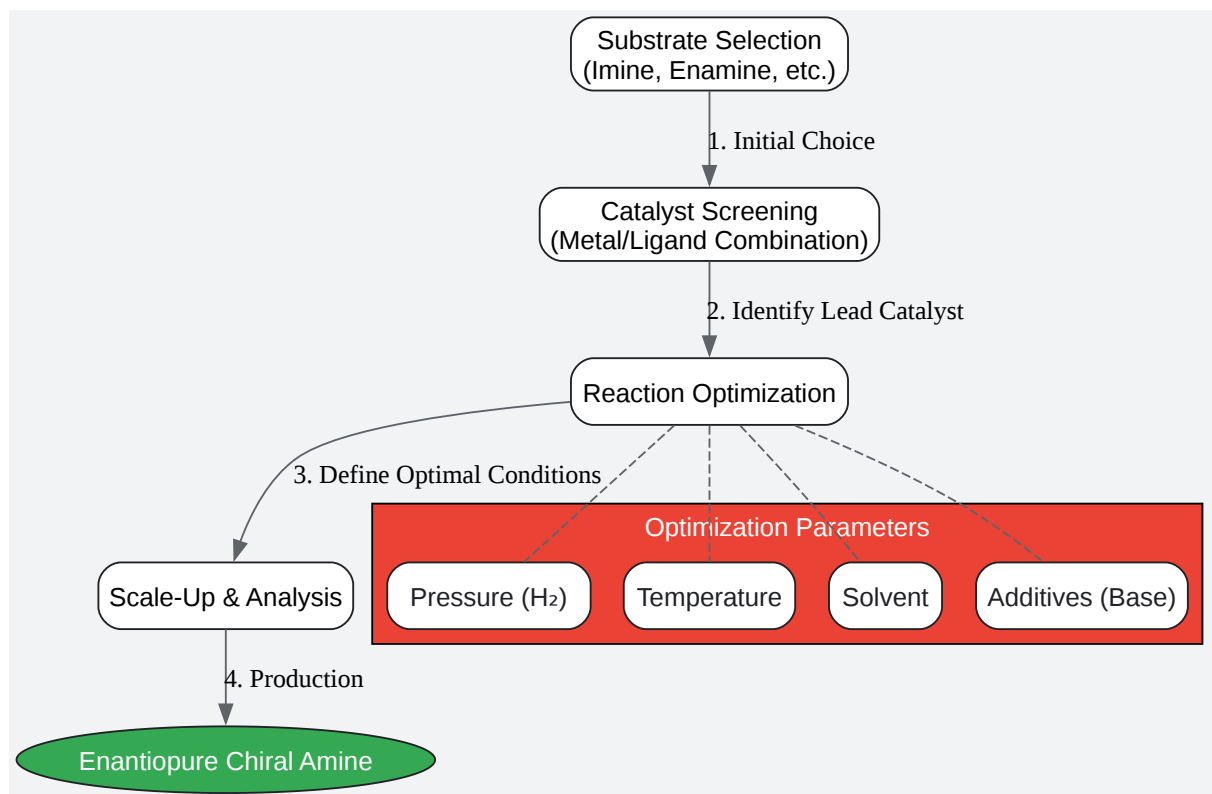 Substrate Selection
(Imine, Enamine, etc.)
1. Initial Choice
Catalyst Screening
(Metal/Ligand Combination)
2. Identify Lead Catalyst
Reaction Optimization
3. Define Optimal Conditions
Optimization Parameters
Scale-Up & Analysis
Pressure (H₂)
Temperature
Solvent
Additives (Base)
4. Production
Enantiopure Chiral Amine